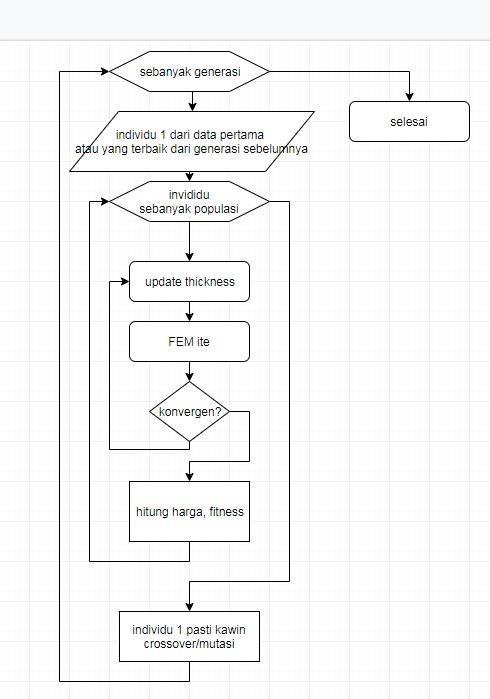 sebanyak generasi
selesai
individu 1 dari data pertama
atau yang terbaik dari generasi sebelumnya
invididu
sebanyak populasi
update thickness
FEM ite
konvergen?
hitung harga, fitness
individu 1 pasti kawin
crossover/mutasi